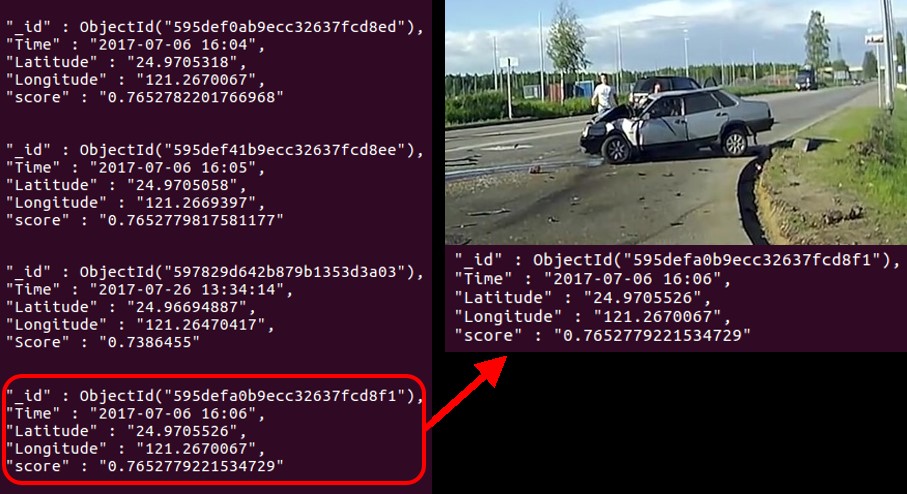 "_id" : ObjectId("595def0ab9ecc32637fcd8ed"),
"Time" : "2017-07-06 16:04",
"Latitude" : "24.9705318",
"Longitude" : "121.2670067",
"score" : "0.7652782201766968"
"_id" : ObjectId("595def41b9ecc32637fcd8ee"),
"Time" : "2017-07-06 16:05",
"Latitude" : "24.9705058",
"Longitude" : "121.2669397",
"score" : "0.7652779817581177"
"_id" : ObjectId("597829d642b879b1353d3a03"),
"Time" : "2017-07-26 13:34:14",
"Latitude" : "24.96694887",
"Longitude" : "121.26470417",
"Score" : "0.7386455"
"_id" : ObjectId("595defa0b9ecc32637fcd8f1"),
"Time" : "2017-07-06 16:06",
"Latitude" : "24.9705526",
"Longitude" : "121.2670067",
"score" : "0.7652779221534729"
"_id" : ObjectId("595defa0b9ecc32637fcd8f1"),
"Time" : "2017-07-06 16:06",
"Latitude" : "24.9705526",
"Longitude" : "121.2670067",
"score" : "0.7652779221534729"